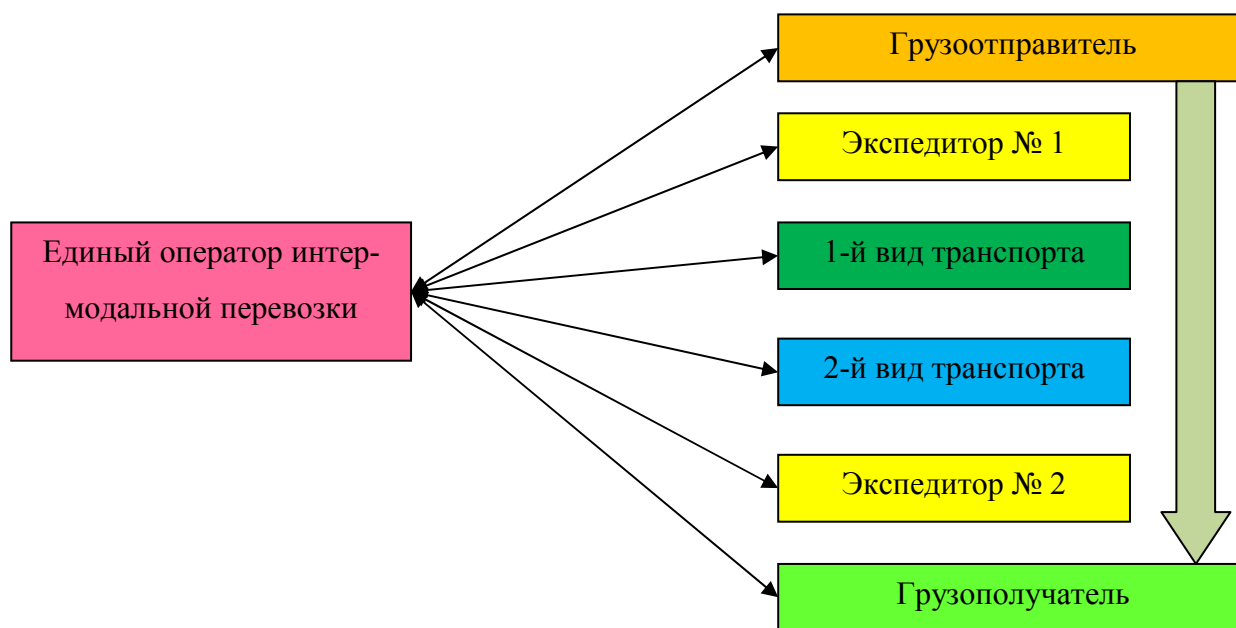 Грузоотправитель
Экспедитор № 1
Единый оператор интер-
модальной перевозки
1-й вид транспорта
2-й вид транспорта
Экспедитор № 2
Грузополучатель